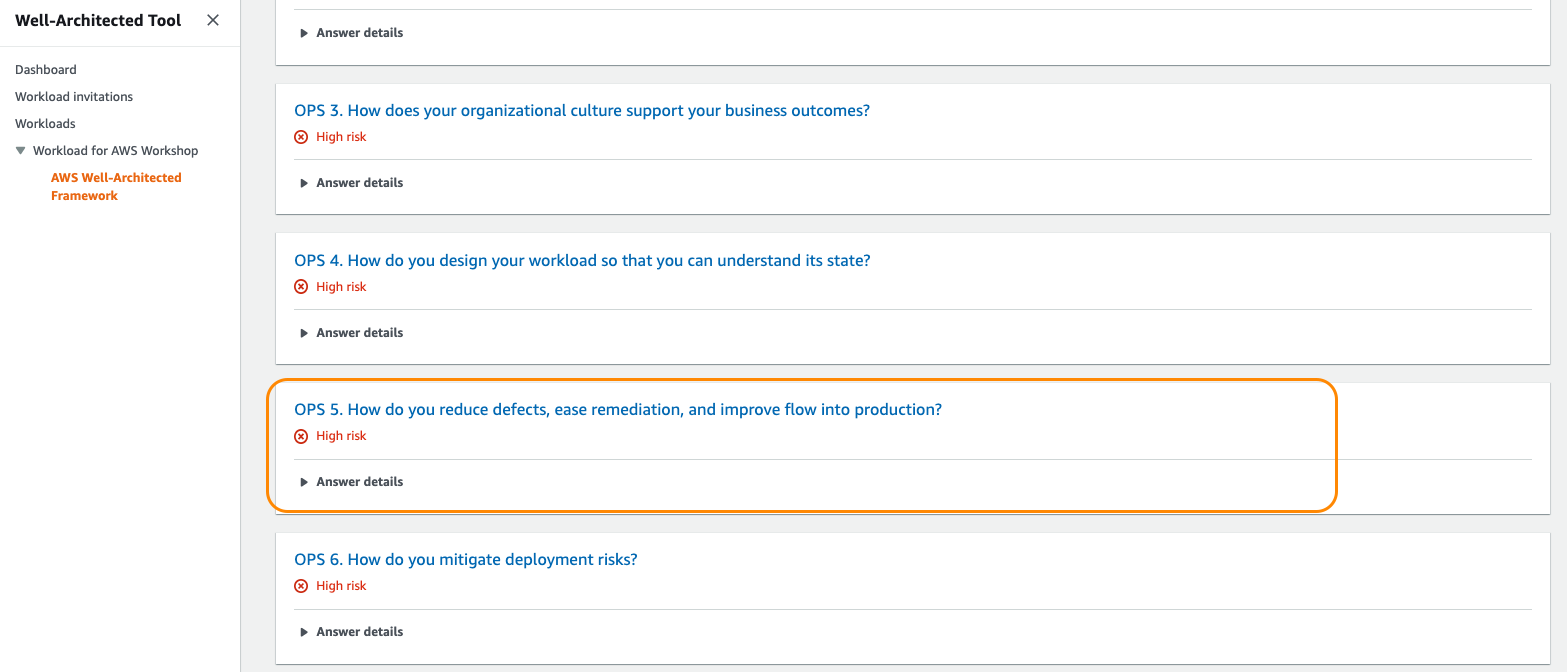 Well-Architected Tool
Dashboard
Workload invitations
Workloads
Workload for AWS Workshop
AWS Well-Architected
Framework
Answer details
OPS 3. How does your organizational culture support your business outcomes?
High risk
Answer details
OPS 4. How do you design your workload so that you can understand its state?
High risk
Answer details
OPS 5. How do you reduce defects, ease remediation, and improve flow into production?
High risk
Answer details
OPS 6. How do you mitigate deployment risks?
High risk
Answer details